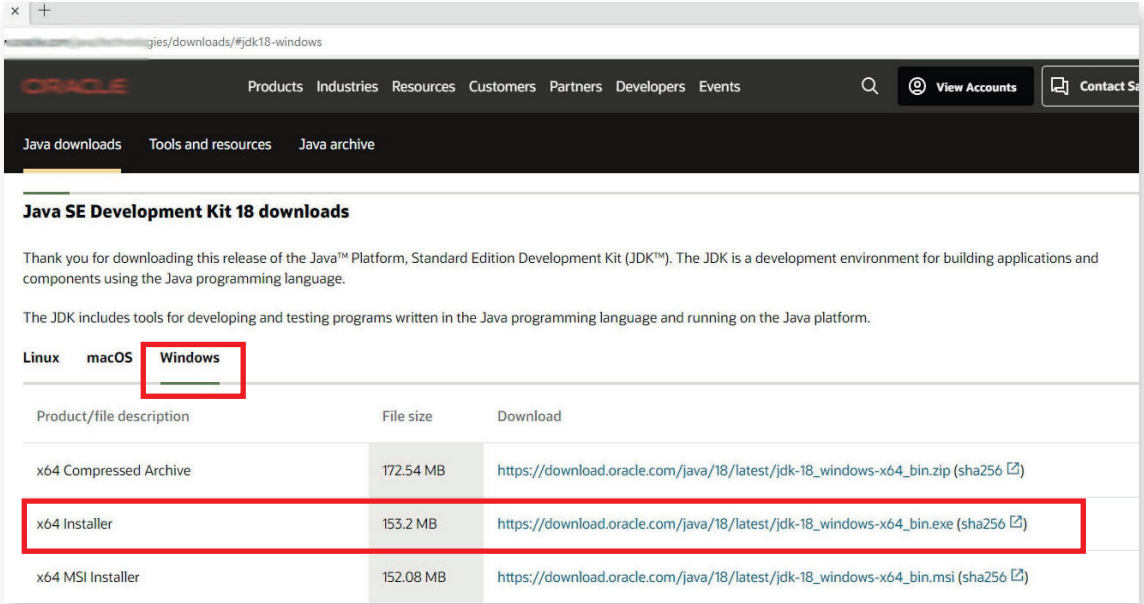 × +
gies/downloads/#jdk18-windows
ORACLE Products Industries Resources Customers Partners Developers Events View Accounts Contact Sa
Java downloads Tools and resources Java archive
Java SE Development Kit 18 downloads
Thank you for downloading this release of the Java™ Platform, Standard Edition Development Kit (JDK™). The JDK is a development environment for building applications and
components using the Java programming language.
The JDK includes tools for developing and testing programs written in the Java programming language and running on the Java platform.
Linux macOS Windows
Product/file description File size Download
x64 Compressed Archive 172.54 MB https://download.oracle.com/java/18/latest/jdk-18_windows-x64_bin.zip (sha256)
x64 Installer 153.2 MB https://download.oracle.com/java/18/latest/jdk-18_windows-x64_bin.exe (sha256)
x64 MSI Installer 152.08 MB https://download.oracle.com/java/18/latest/jdk-18_windows-x64_bin.msi (sha256)